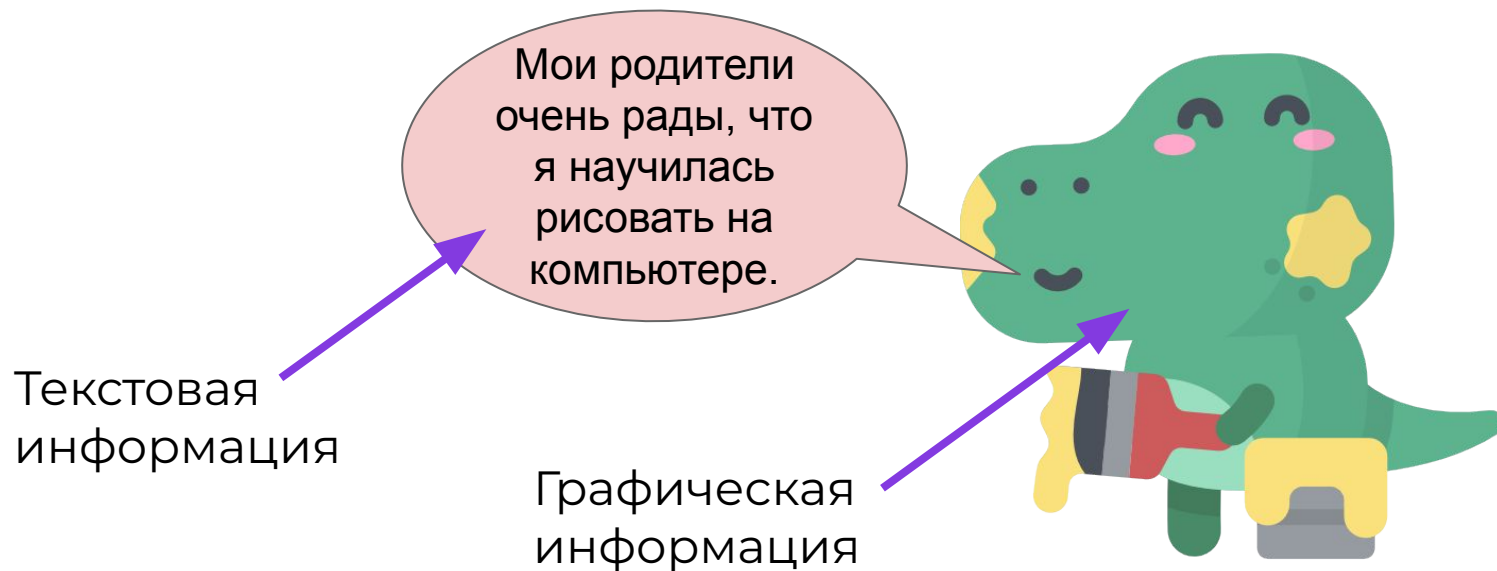 Мои родители
очень рады, что
я научилась
рисовать на
компьютере.
Текстовая
информация
Графическая
информация